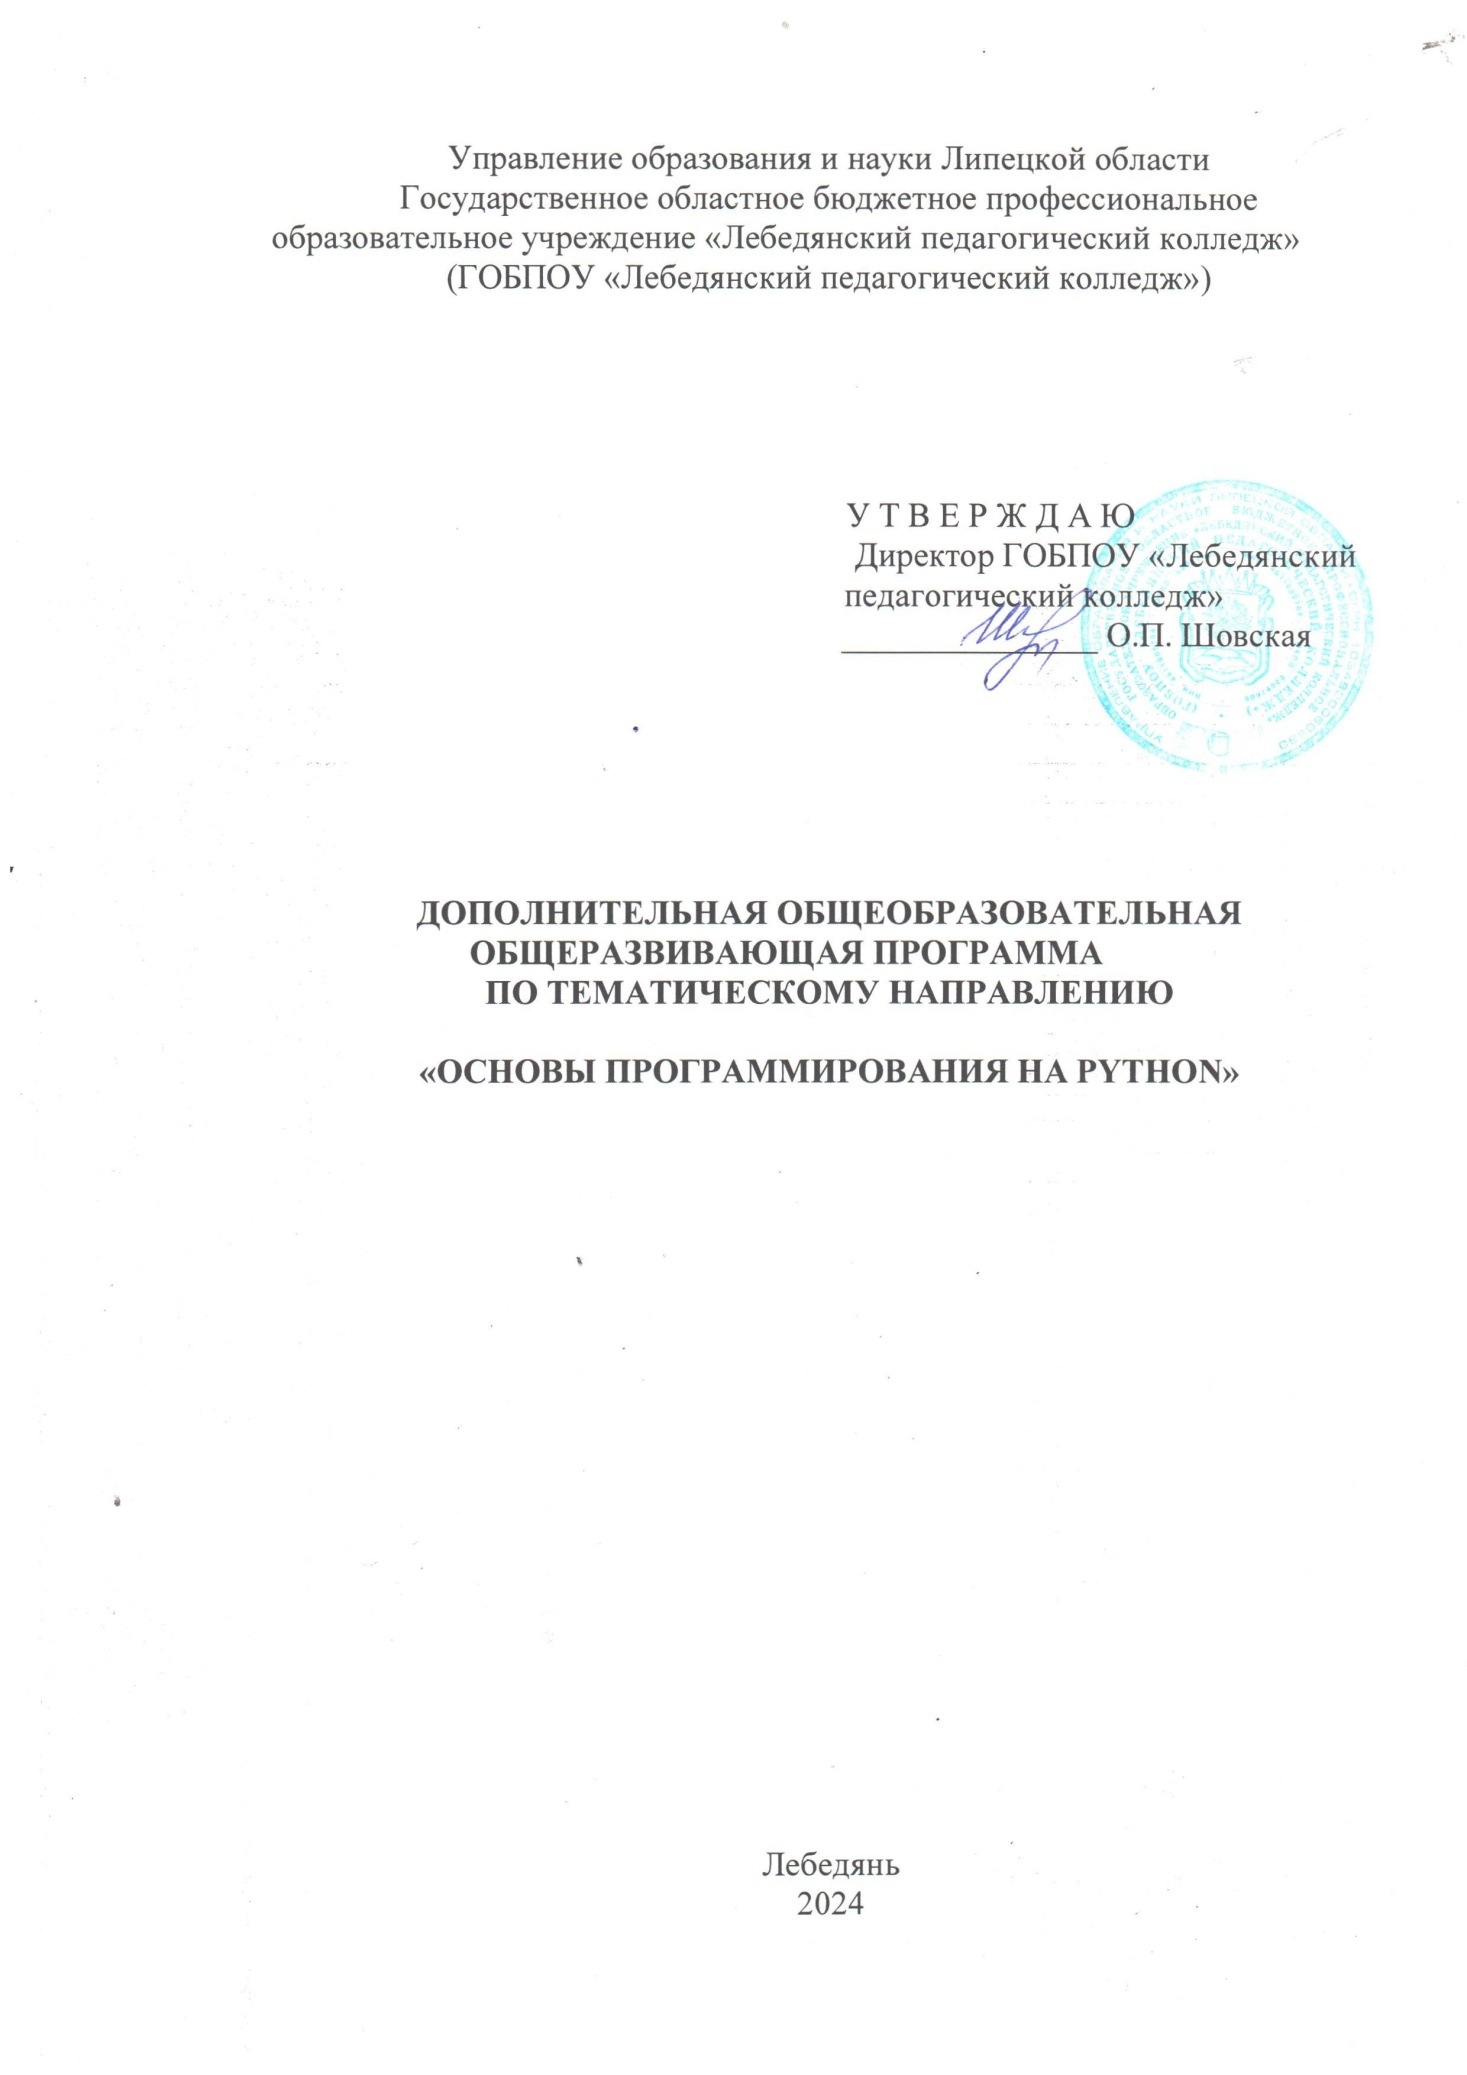 Управление образования и науки Липецкой области
Государственное областное бюджетное профессиональное
образовательное учреждение «Лебедянский педагогический колледж»
(ГОБПОУ «Лебедянский педагогический колледж»)
У Т В Е Р Ж Д А Ю
Директор ГОБПОУ «Лебедянский
педагогический колледж»
_______________ О.П. Шовская
ДОПОЛНИТЕЛЬНАЯ ОБЩЕОБРАЗОВАТЕЛЬНАЯ
ОБЩЕРАЗВИВАЮЩАЯ ПРОГРАММА
ПО ТЕМАТИЧЕСКОМУ НАПРАВЛЕНИЮ
«ОСНОВЫ ПРОГРАММИРОВАНИЯ НА PYTHON»
Лебедянь
2024